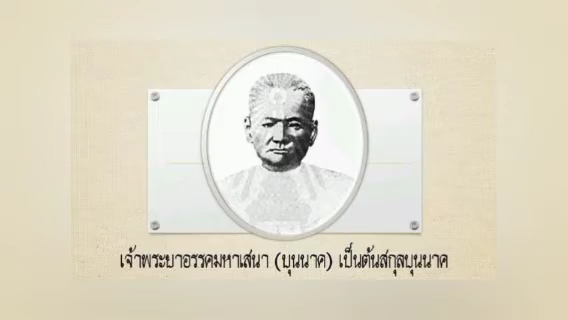 เจ้าพระยาอรรคมหาเสนา (บุนนาค) เป็นต้นสกุลบุนนาค